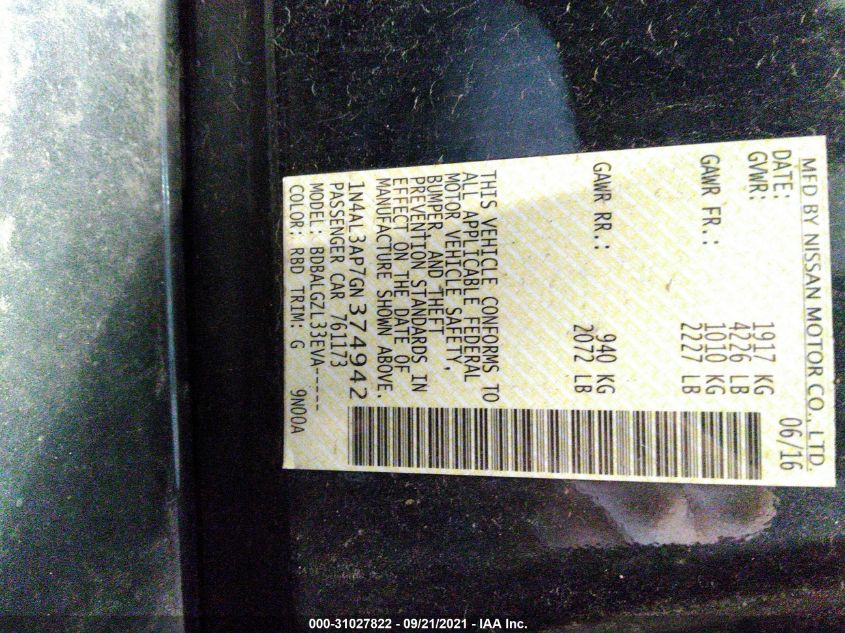 MFD BY NISSAN MOTOR CO., LTD.
DATE: 06/16
GVWR: 1917 KG
4226 LB
GAWR FR.: 1010 KG
2227 LB
GAWR RR.: 940 KG
2072 LB
THIS VEHICLE CONFORMS TO
ALL APPLICABLE FEDERAL
MOTOR VEHICLE SAFETY,
BUMPER, AND THEFT
PREVENTION STANDARDS IN
EFFECT ON THE DATE OF
MANUFACTURE SHOWN ABOVE.
1N4AL3AP7GN374942
PASSENGER CAR 761173
MODEL: BDBALGZL33EVA-----
COLOR: RBD TRIM: G 9N00A
000-31027822 - 09/21/2021 - IAA Inc.